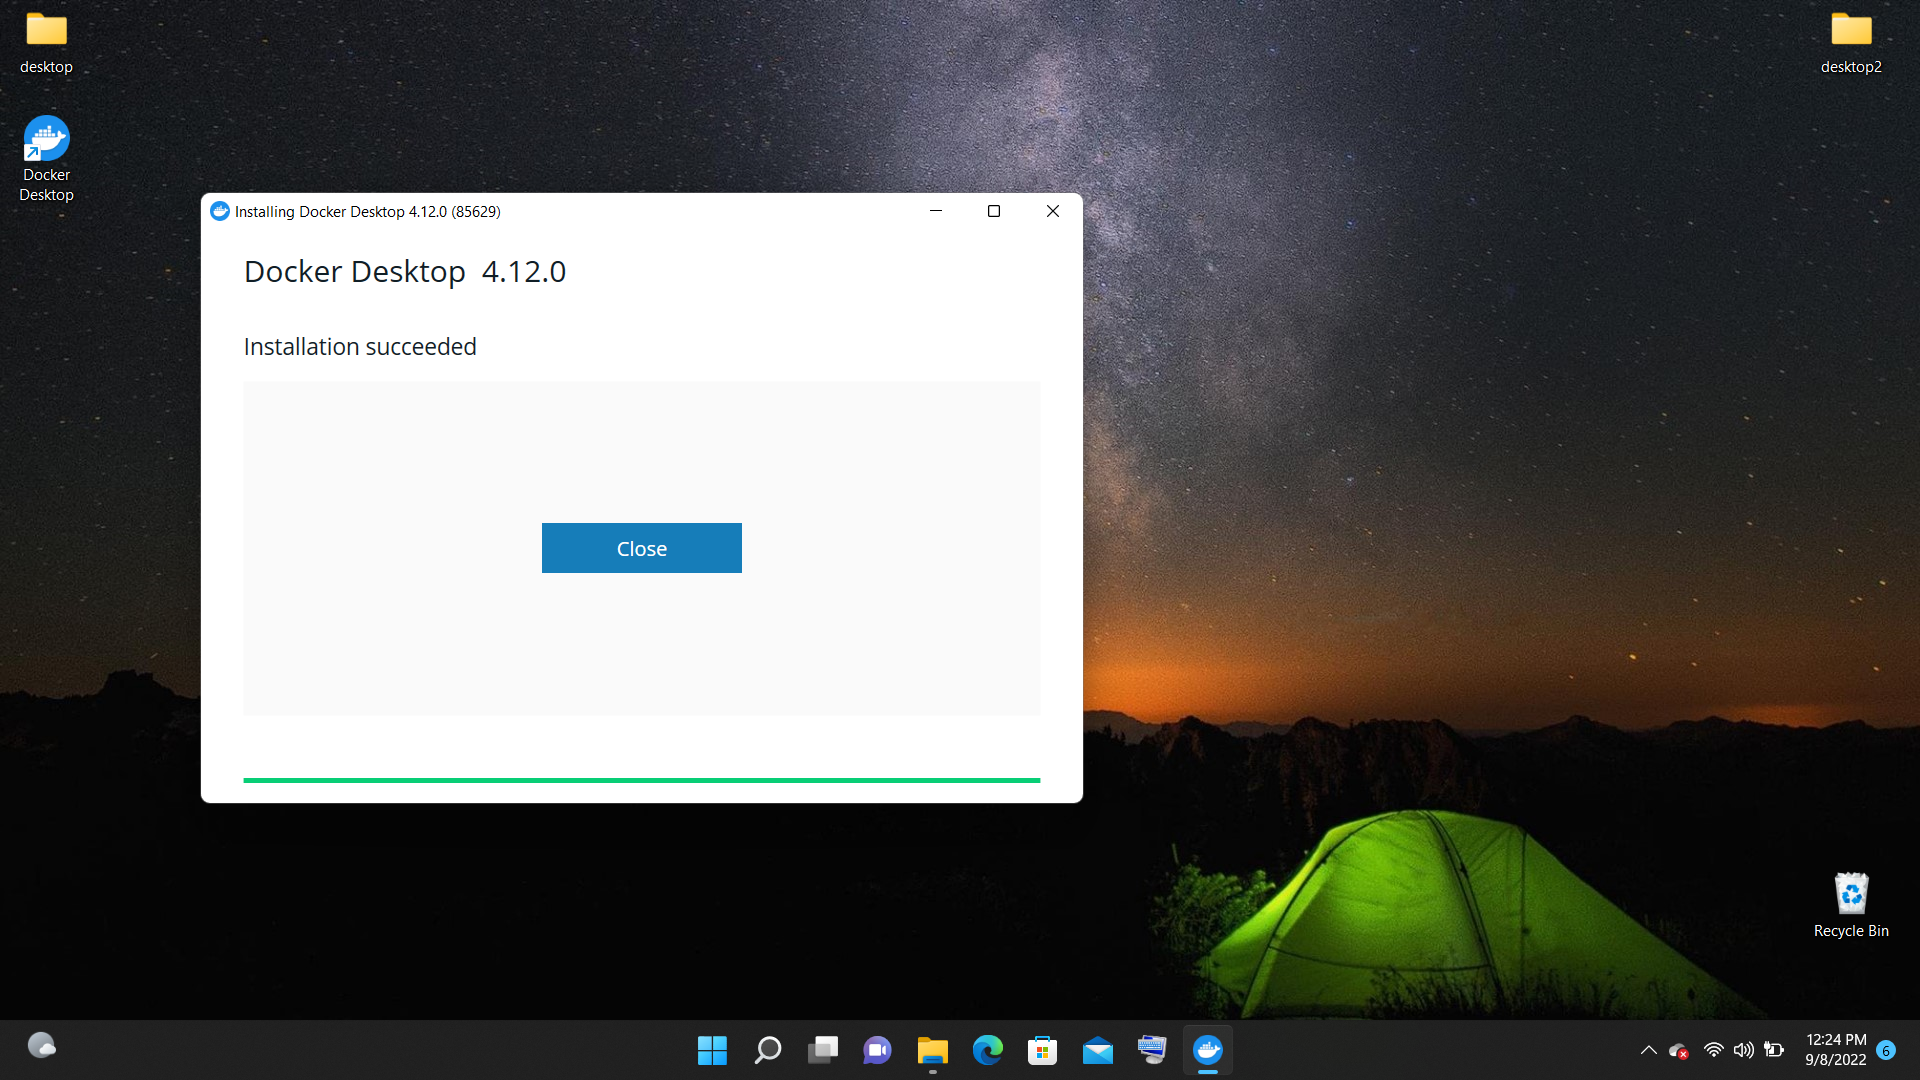 desktop
desktop2
Docker
Desktop
Installing Docker Desktop 4.12.0 (85629)
Docker Desktop 4.12.0
Installation succeeded
Close
Recycle Bin
12:24 PM
9/8/2022
6